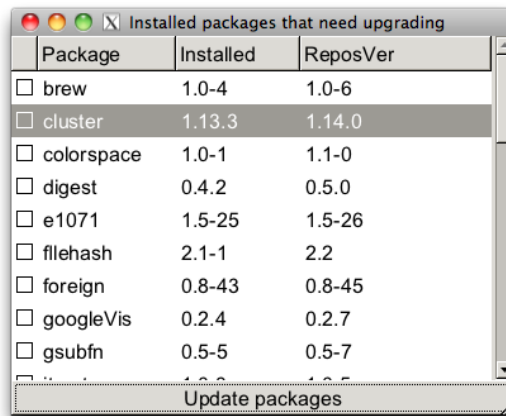 X Installed packages that need upgrading
Package Installed ReposVer
brew 1.0-4 1.0-6
cluster 1.13.3 1.14.0
colorspace 1.0-1 1.1-0
digest 0.4.2 0.5.0
e1071 1.5-25 1.5-26
fllehash 2.1-1 2.2
foreign 0.8-43 0.8-45
googleVis 0.2.4 0.2.7
gsubfn 0.5-5 0.5-7
Update packages